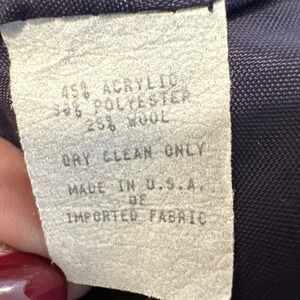 45% ACRYLIC
30% POLYESTER
25% WOOL
DRY CLEAN ONLY
MADE IN U.S.A.
OF
IMPORTED FABRIC